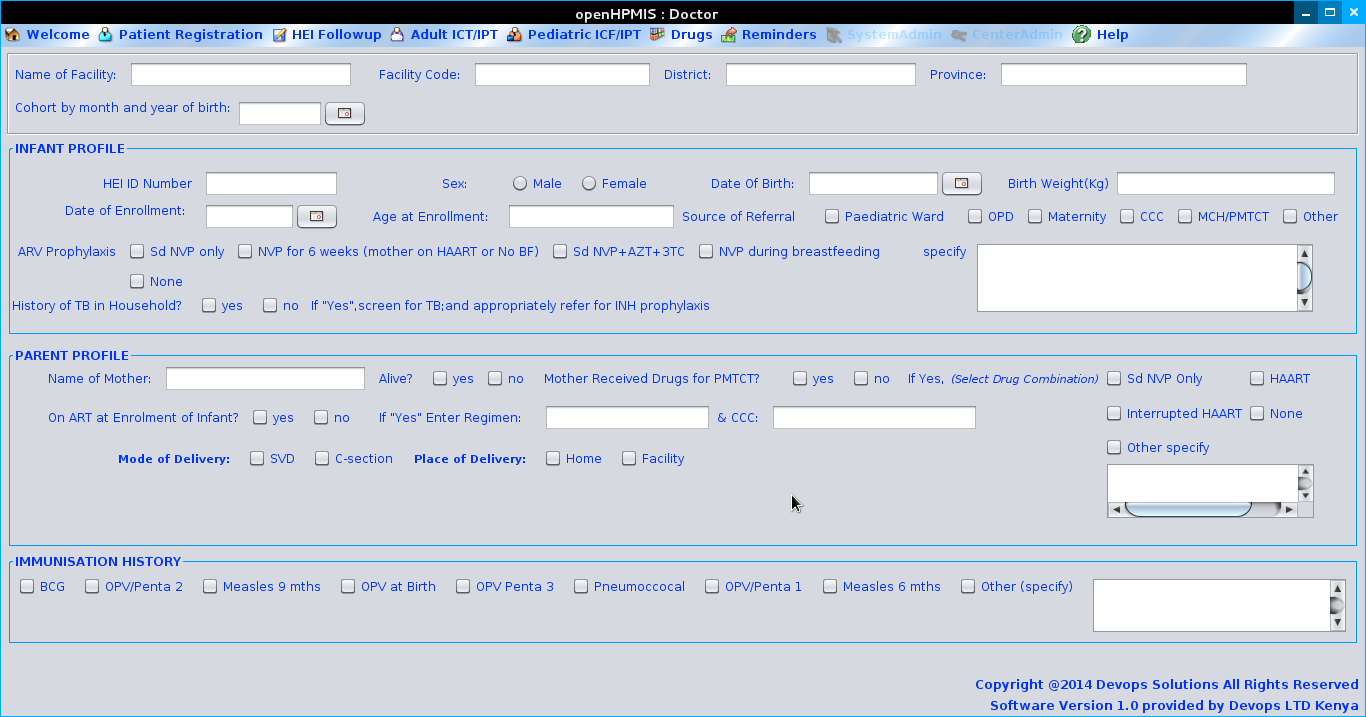 openHPMIS : Doctor
Welcome Patient Registration HEI Followup Adult ICT/IPT Pediatric ICF/IPT Drugs Reminders SystemAdmin CenterAdmin Help
Name of Facility: Facility Code: District: Province:
Cohort by month and year of birth:
INFANT PROFILE
HEI ID Number Sex: Male Female Date Of Birth: Birth Weight(Kg)
Date of Enrollment: Age at Enrollment: Source of Referral Paediatric Ward OPD Maternity CCC MCH/PMTCT Other
ARV Prophylaxis Sd NVP only NVP for 6 weeks (mother on HAART or No BF) Sd NVP+AZT+3TC NVP during breastfeeding specify
None
History of TB in Household? yes no If "Yes",screen for TB;and appropriately refer for INH prophylaxis
PARENT PROFILE
Name of Mother: Alive? yes no Mother Received Drugs for PMTCT? yes no If Yes, (Select Drug Combination) Sd NVP Only HAART
On ART at Enrolment of Infant? yes no If "Yes" Enter Regimen: & CCC: Interrupted HAART None
Other specify
Mode of Delivery: SVD C-section Place of Delivery: Home Facility
IMMUNISATION HISTORY
BCG OPV/Penta 2 Measles 9 mths OPV at Birth OPV Penta 3 Pneumoccocal OPV/Penta 1 Measles 6 mths Other (specify)
Copyright @2014 Devops Solutions All Rights Reserved
Software Version 1.0 provided by Devops LTD Kenya